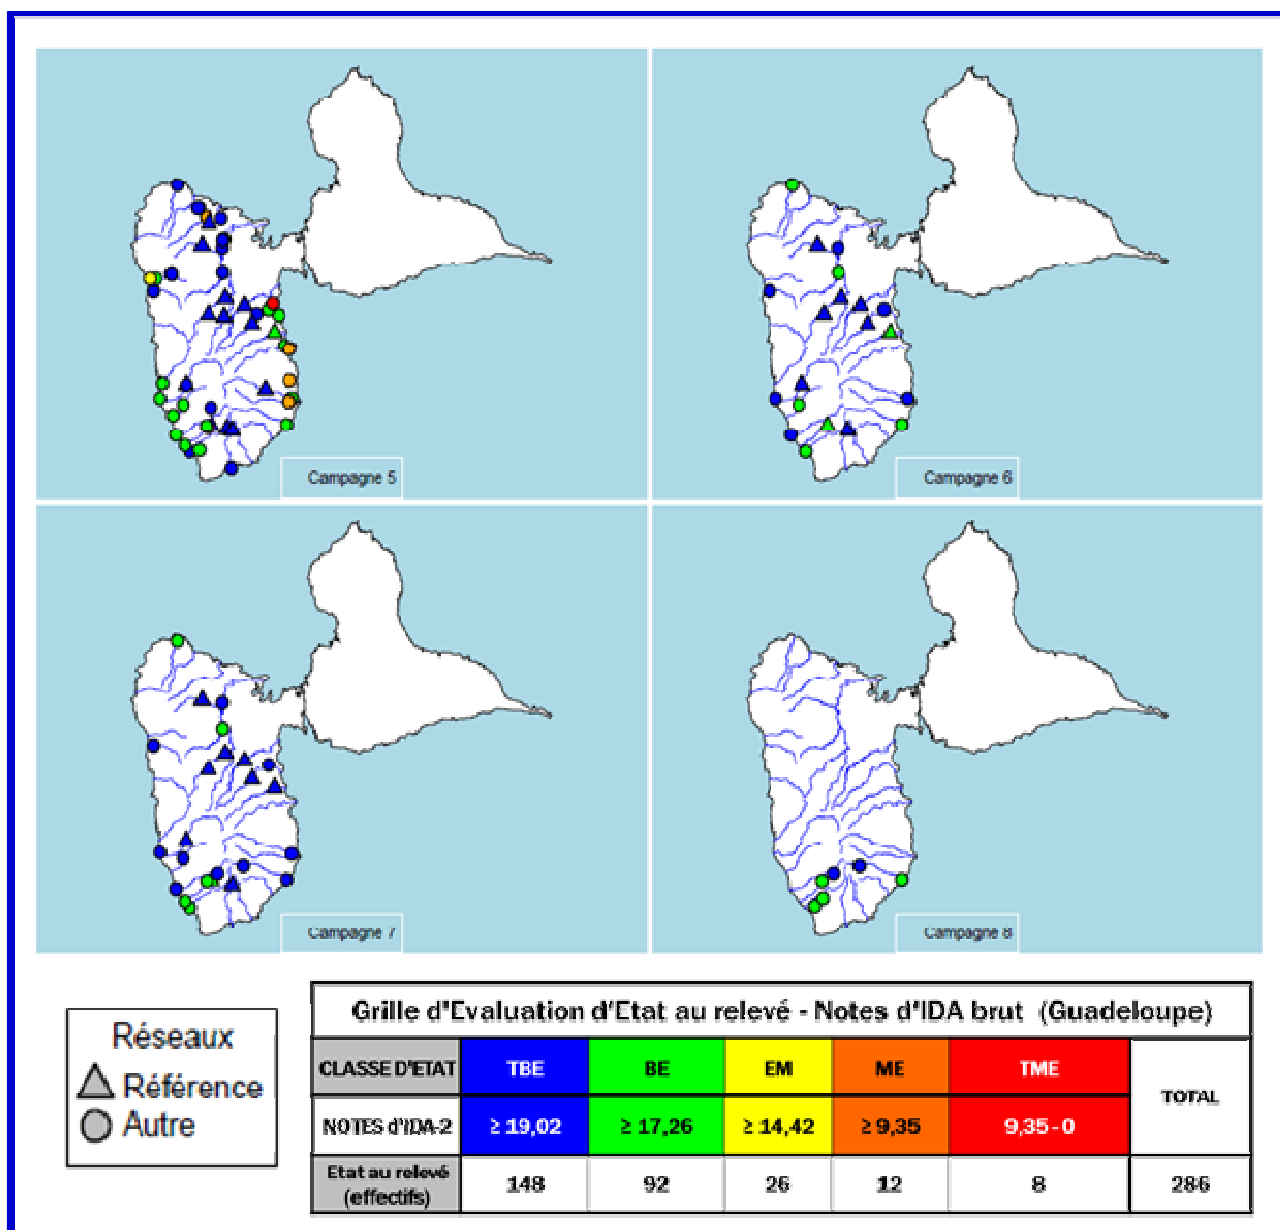 Campagne 5
Campagne 6
Campagne 7
Campagne 8
Réseaux
Référence
Autre
Grille d'Evaluation d'Etat au relevé - Notes d'IDA brut (Guadeloupe)
CLASSE D'ETAT TBE BE EM ME TME TOTAL
NOTES d'IDA-2 ≥ 19,02 ≥ 17,26 ≥ 14,42 ≥ 9,35 9,35-0
Etat au relevé
(effectifs) 148 92 26 12 8 286